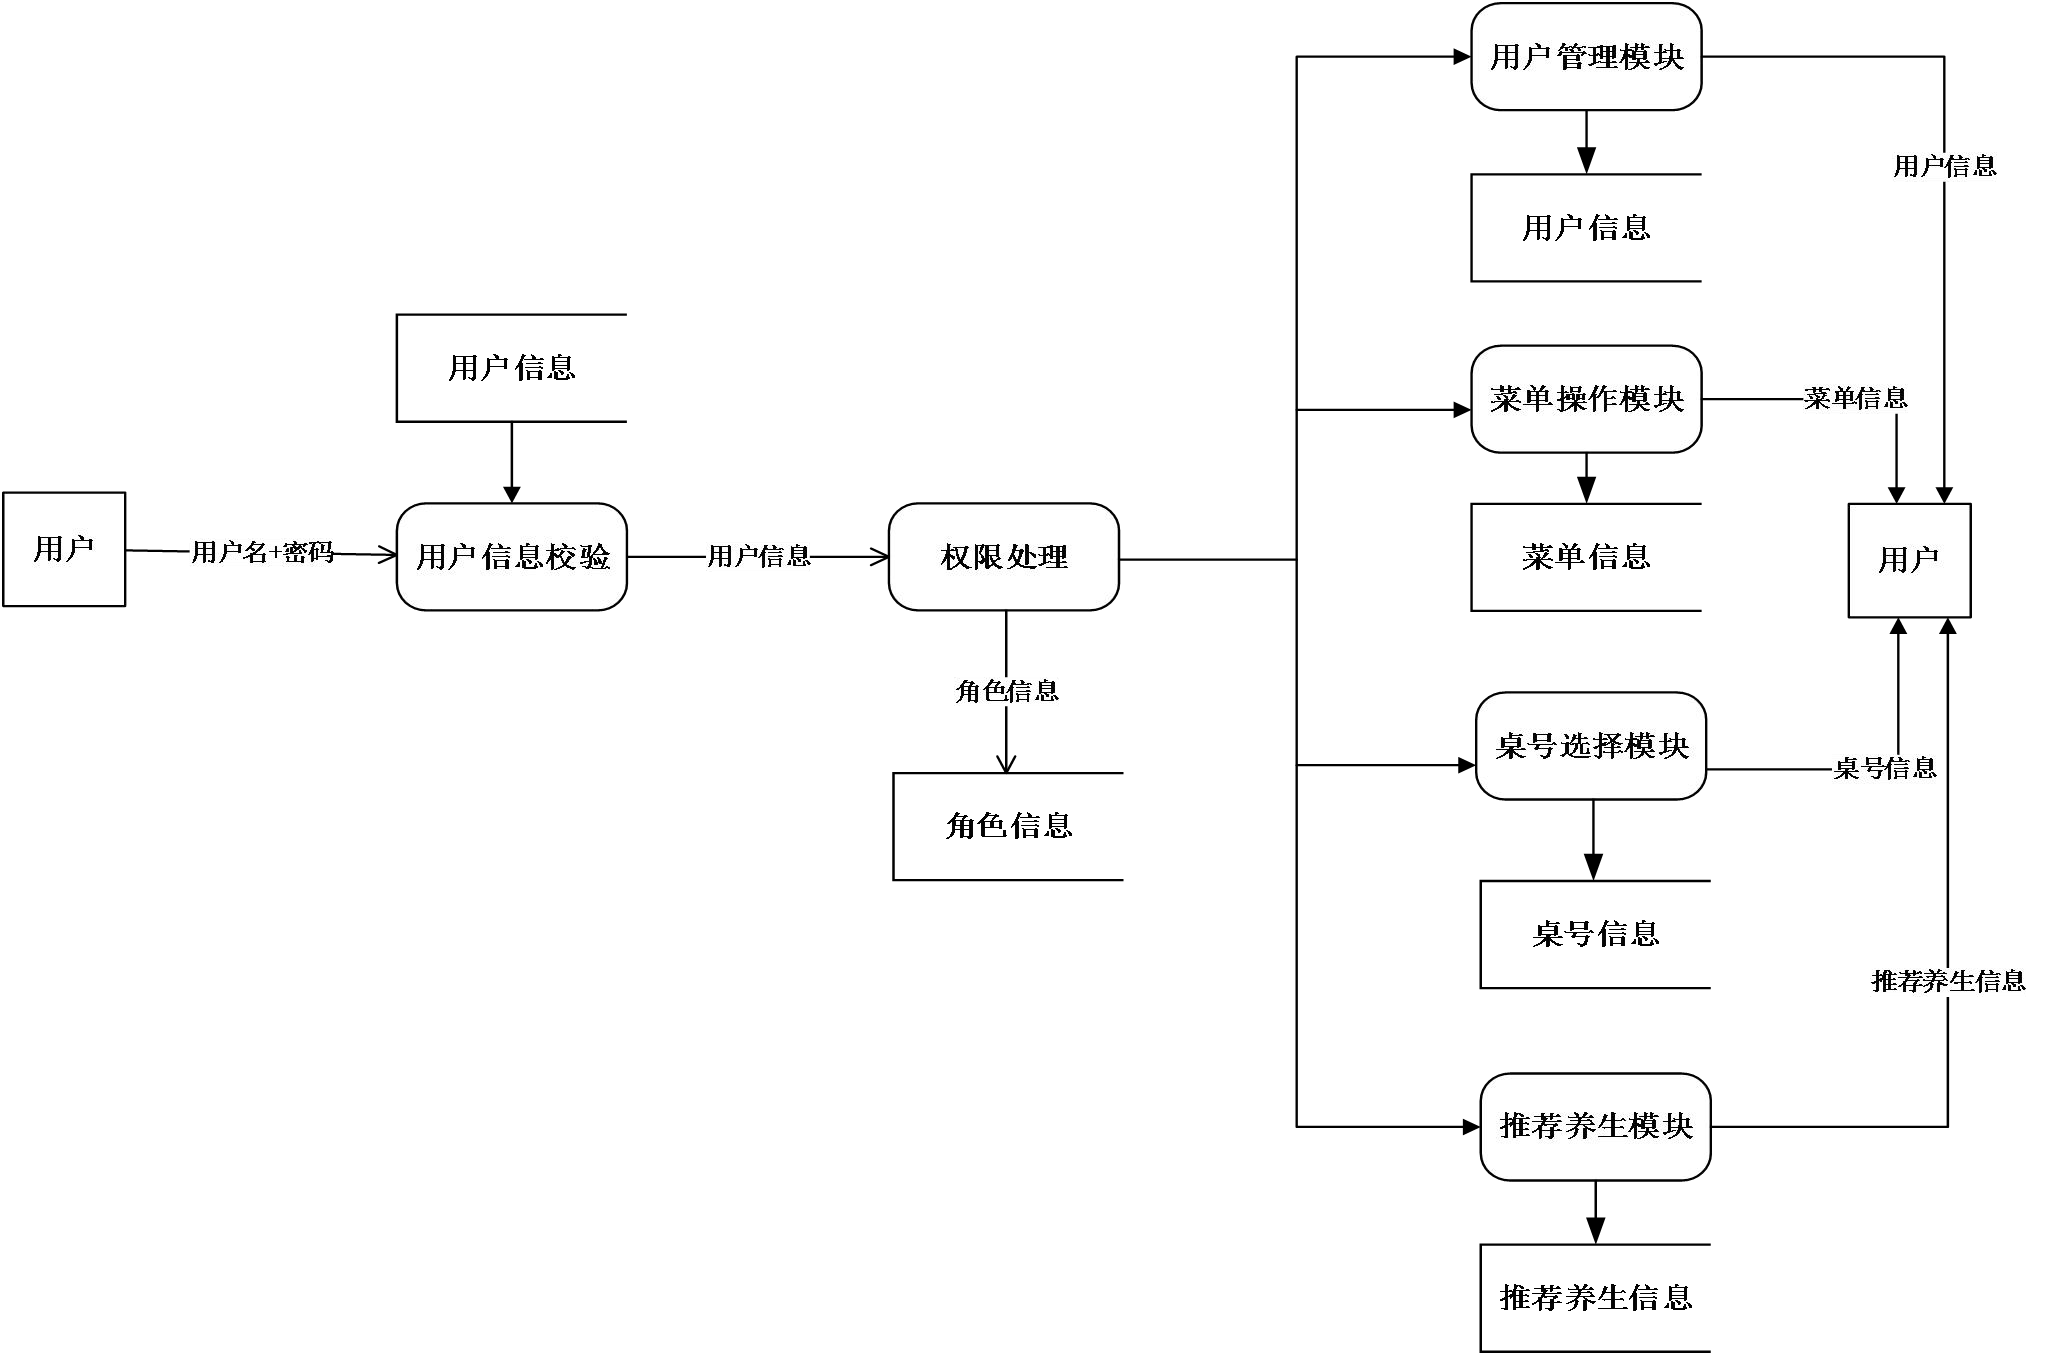 用户管理模块
用户信息
用户信息
用户信息
菜单操作模块
菜单信息
用户
用户名+密码
用户信息校验
用户信息
权限处理
菜单信息
用户
角色信息
桌号选择模块
桌号信息
角色信息
桌号信息
推荐养生信息
推荐养生模块
推荐养生信息